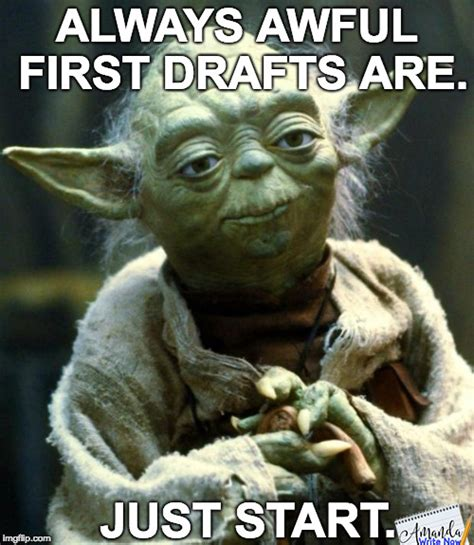 ALWAYS AWFUL
FIRST DRAFTS ARE.
JUST START.
Amanda
Write Now
imgflip.com